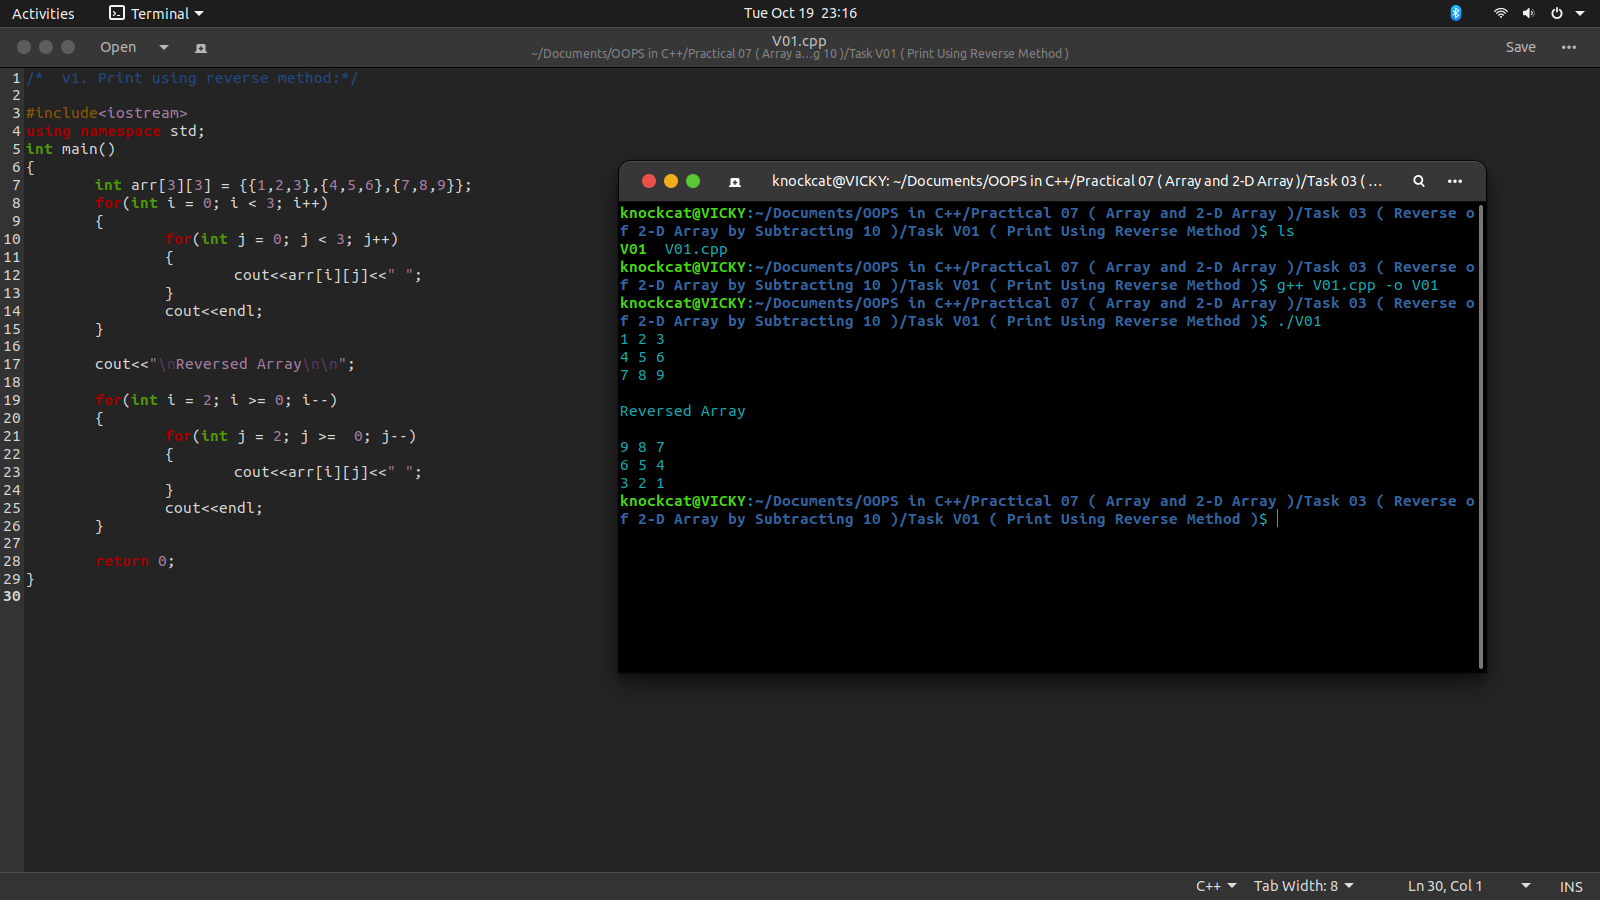 Activities Terminal Tue Oct 19 23:16
Open V01.cpp Save
~/Documents/OOPS in C++/Practical 07 ( Array a...g 10 )/Task V01 ( Print Using Reverse Method )
1 /*  v1. Print using reverse method:*/
2
3 #include<iostream>
4 using namespace std;
5 int main()
6 {
7         int arr[3][3] = {{1,2,3},{4,5,6},{7,8,9}};
8         for(int i = 0; i < 3; i++)
9         {
10                 for(int j = 0; j < 3; j++)
11                 {
12                         cout<<arr[i][j]<<" ";
13                 }
14                 cout<<endl;
15         }
16
17         cout<<"\nReversed Array\n\n";
18
19         for(int i = 2; i >= 0; i--)
20         {
21                 for(int j = 2; j >=  0; j--)
22                 {
23                         cout<<arr[i][j]<<" ";
24                 }
25                 cout<<endl;
26         }
27
28         return 0;
29 }
30
knockcat@VICKY: ~/Documents/OOPS in C++/Practical 07 ( Array and 2-D Array )/Task 03 ( ...
knockcat@VICKY:~/Documents/OOPS in C++/Practical 07 ( Array and 2-D Array )/Task 03 ( Reverse o
f 2-D Array by Subtracting 10 )/Task V01 ( Print Using Reverse Method )$ ls
V01  V01.cpp
knockcat@VICKY:~/Documents/OOPS in C++/Practical 07 ( Array and 2-D Array )/Task 03 ( Reverse o
f 2-D Array by Subtracting 10 )/Task V01 ( Print Using Reverse Method )$ g++ V01.cpp -o V01
knockcat@VICKY:~/Documents/OOPS in C++/Practical 07 ( Array and 2-D Array )/Task 03 ( Reverse o
f 2-D Array by Subtracting 10 )/Task V01 ( Print Using Reverse Method )$ ./V01
1 2 3
4 5 6
7 8 9

Reversed Array

9 8 7
6 5 4
3 2 1
knockcat@VICKY:~/Documents/OOPS in C++/Practical 07 ( Array and 2-D Array )/Task 03 ( Reverse o
f 2-D Array by Subtracting 10 )/Task V01 ( Print Using Reverse Method )$
C++ Tab Width: 8 Ln 30, Col 1 INS